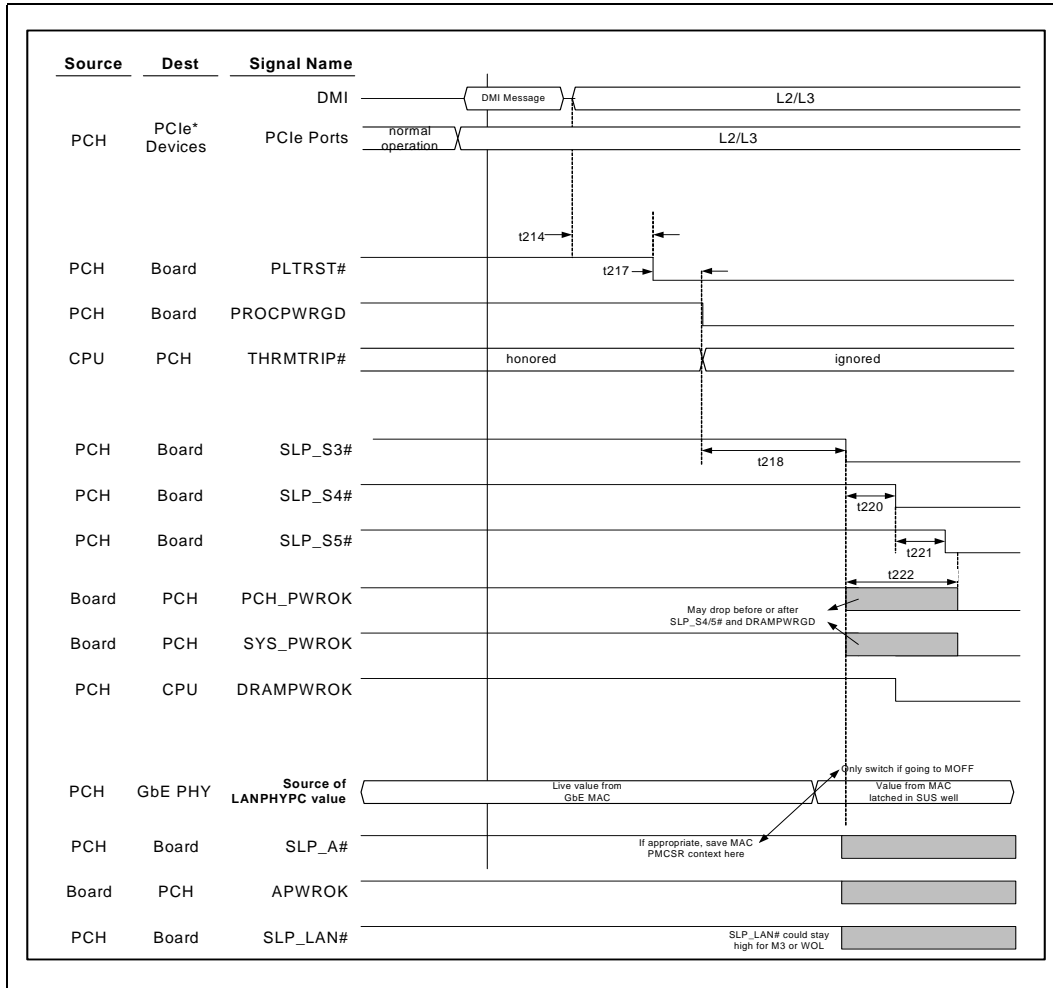 Source Dest Signal Name
DMI DMI Message L2/L3
PCH PCIe* Devices PCIe Ports normal operation L2/L3
t214
PCH Board PLTRST# t217
PCH Board PROCPWRGD
CPU PCH THRMTRIP# honored ignored
PCH Board SLP_S3#
t218
PCH Board SLP_S4#
t220
PCH Board SLP_S5#
t221
t222
Board PCH PCH_PWROK
May drop before or after
SLP_S4/5# and DRAMPWRGD
Board PCH SYS_PWROK
PCH CPU DRAMPWROK
Only switch if going to MOFF
PCH GbE PHY Source of LANPHYPC value Live value from GbE MAC Value from MAC latched in SUS well
PCH Board SLP_A#
If appropriate, save MAC
PMCSR context here
Board PCH APWROK
PCH Board SLP_LAN#
SLP_LAN# could stay
high for M3 or WOL